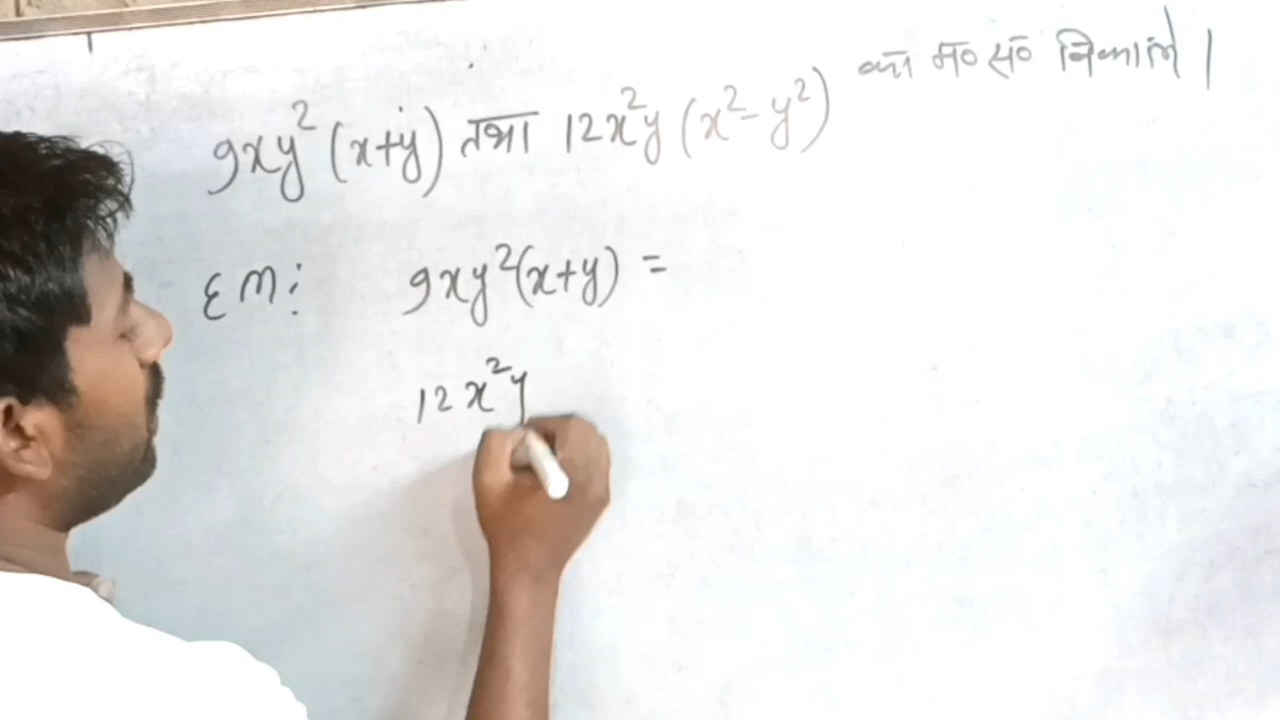 9xy²(x+y) तथा 12x²y(x²-y²) का म० स० निकालें।
हल: 9xy²(x+y) =
12x²y